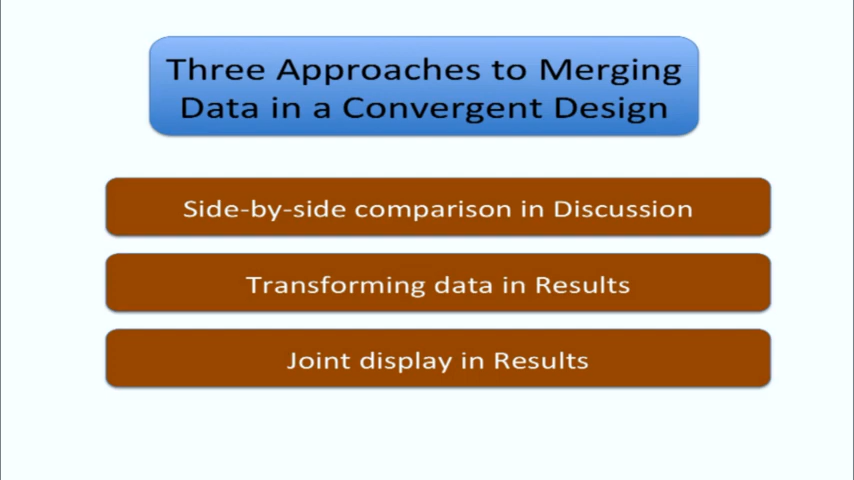 Three Approaches to Merging
Data in a Convergent Design
Side-by-side comparison in Discussion
Transforming data in Results
Joint display in Results